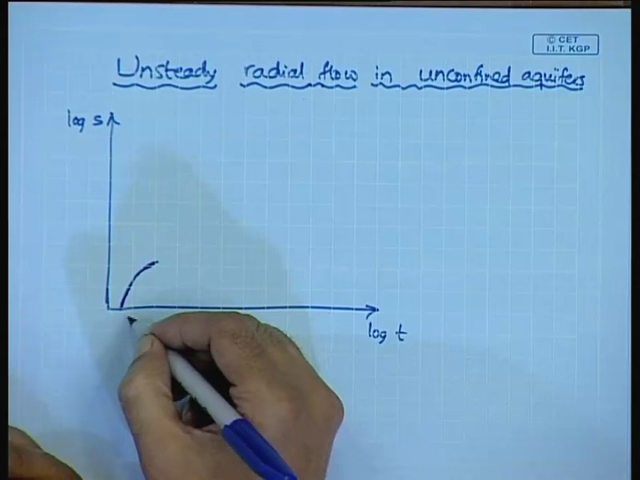 © CET
I.I.T. KGP
Unsteady radial flow in unconfined aquifers
log s
log t